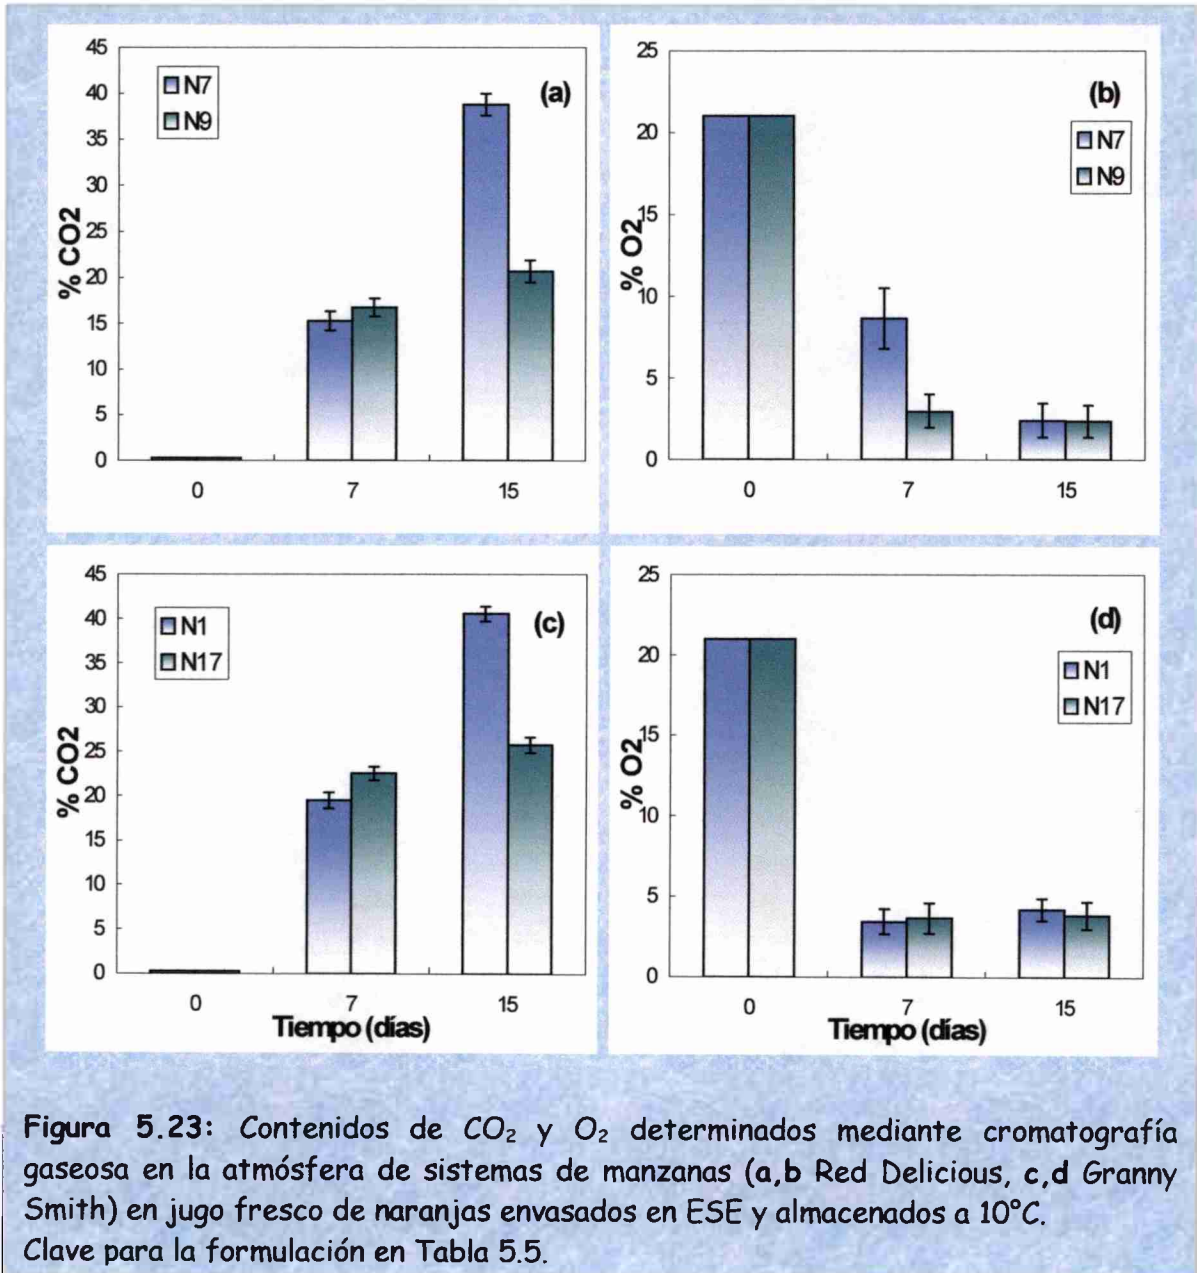 45
40
35
30
25
20
15
10
5
0
% CO2
N7
N9
(a)
0 7 15
25
20
15
10
5
0
% O2
(b)
N7
N9
0 7 15
45
40
35
30
25
20
15
10
5
0
% CO2
N1
N17
(c)
0 7 15
Tiempo (días)
25
20
15
10
5
0
% O2
(d)
N1
N17
0 7 15
Tiempo (días)
Figura 5.23: Contenidos de CO₂ y O₂ determinados mediante cromatografía
gaseosa en la atmósfera de sistemas de manzanas (a,b Red Delicious, c,d Granny
Smith) en jugo fresco de naranjas envasados en ESE y almacenados a 10°C.
Clave para la formulación en Tabla 5.5.